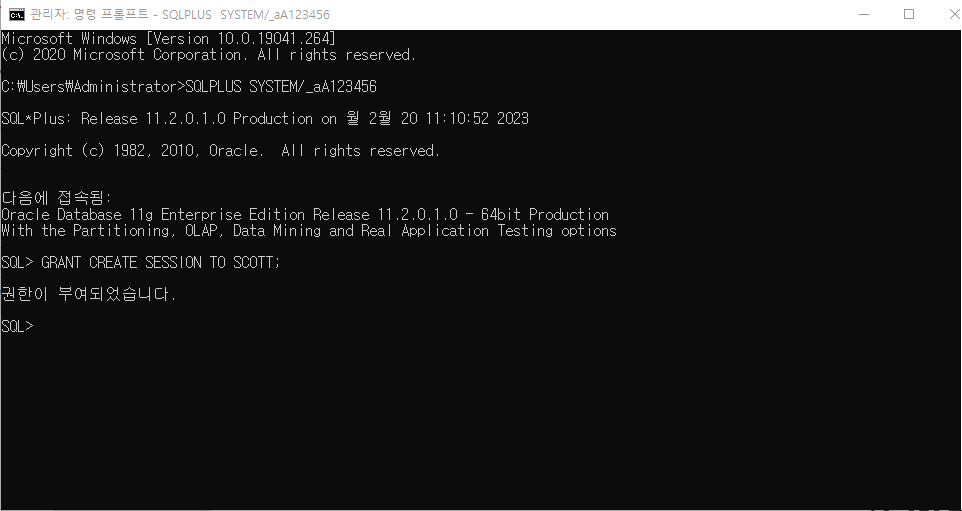 관리자: 명령 프롬프트 - SQLPLUS  SYSTEM/_aA123456
Microsoft Windows [Version 10.0.19041.264]
(c) 2020 Microsoft Corporation. All rights reserved.
C:₩Users₩Administrator>SQLPLUS SYSTEM/_aA123456
SQL*Plus: Release 11.2.0.1.0 Production on 월 2월 20 11:10:52 2023
Copyright (c) 1982, 2010, Oracle.  All rights reserved.
다음에 접속됨:
Oracle Database 11g Enterprise Edition Release 11.2.0.1.0 - 64bit Production
With the Partitioning, OLAP, Data Mining and Real Application Testing options
SQL> GRANT CREATE SESSION TO SCOTT;
권한이 부여되었습니다.
SQL>